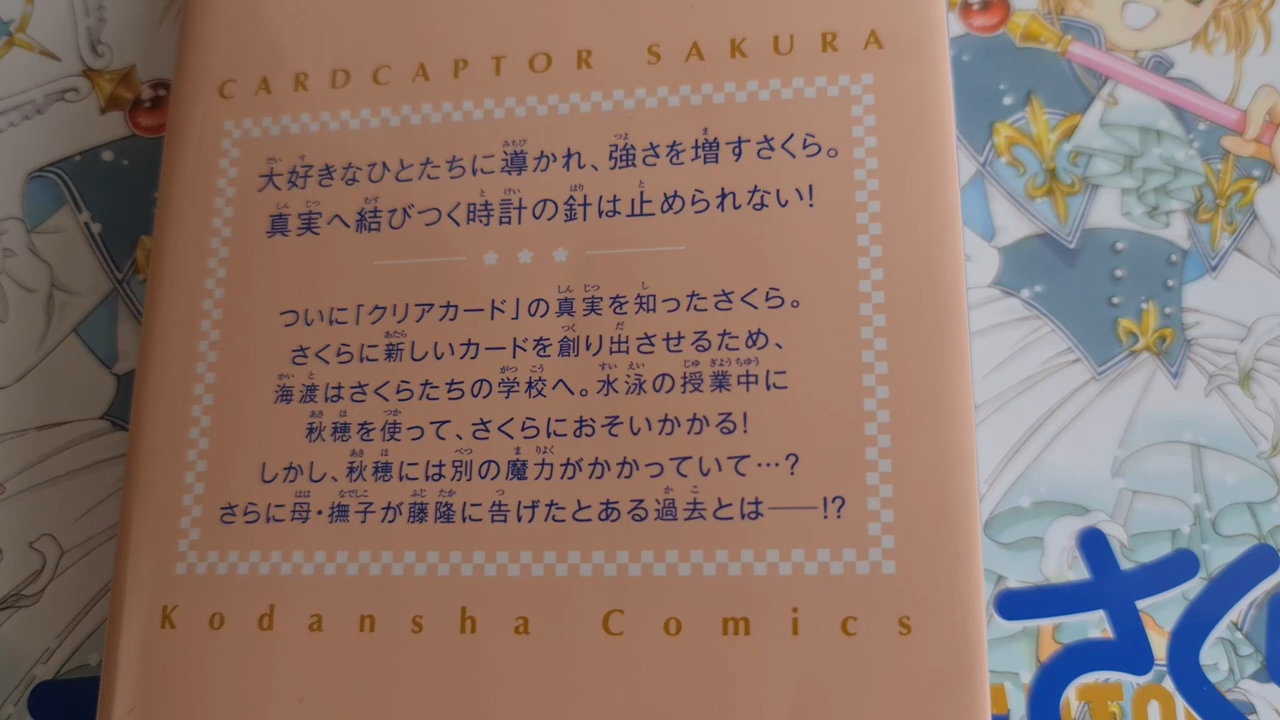 CARDCAPTOR SAKURA
大好きなひとたちに導かれ、強さを増すさくら。
真実へ結びつく時計の針は止められない!
ついに「クリアカード」の真実を知ったさくら。
さくらに新しいカードを創り出させるため、
海渡はさくらたちの学校へ。水泳の授業中に
秋穂を使って、さくらにおそいかかる!
しかし、秋穂には別の魔力がかかっていて…?
さらに母・撫子が藤隆に告げたとある過去とは——!?
Kodansha Comics
さく